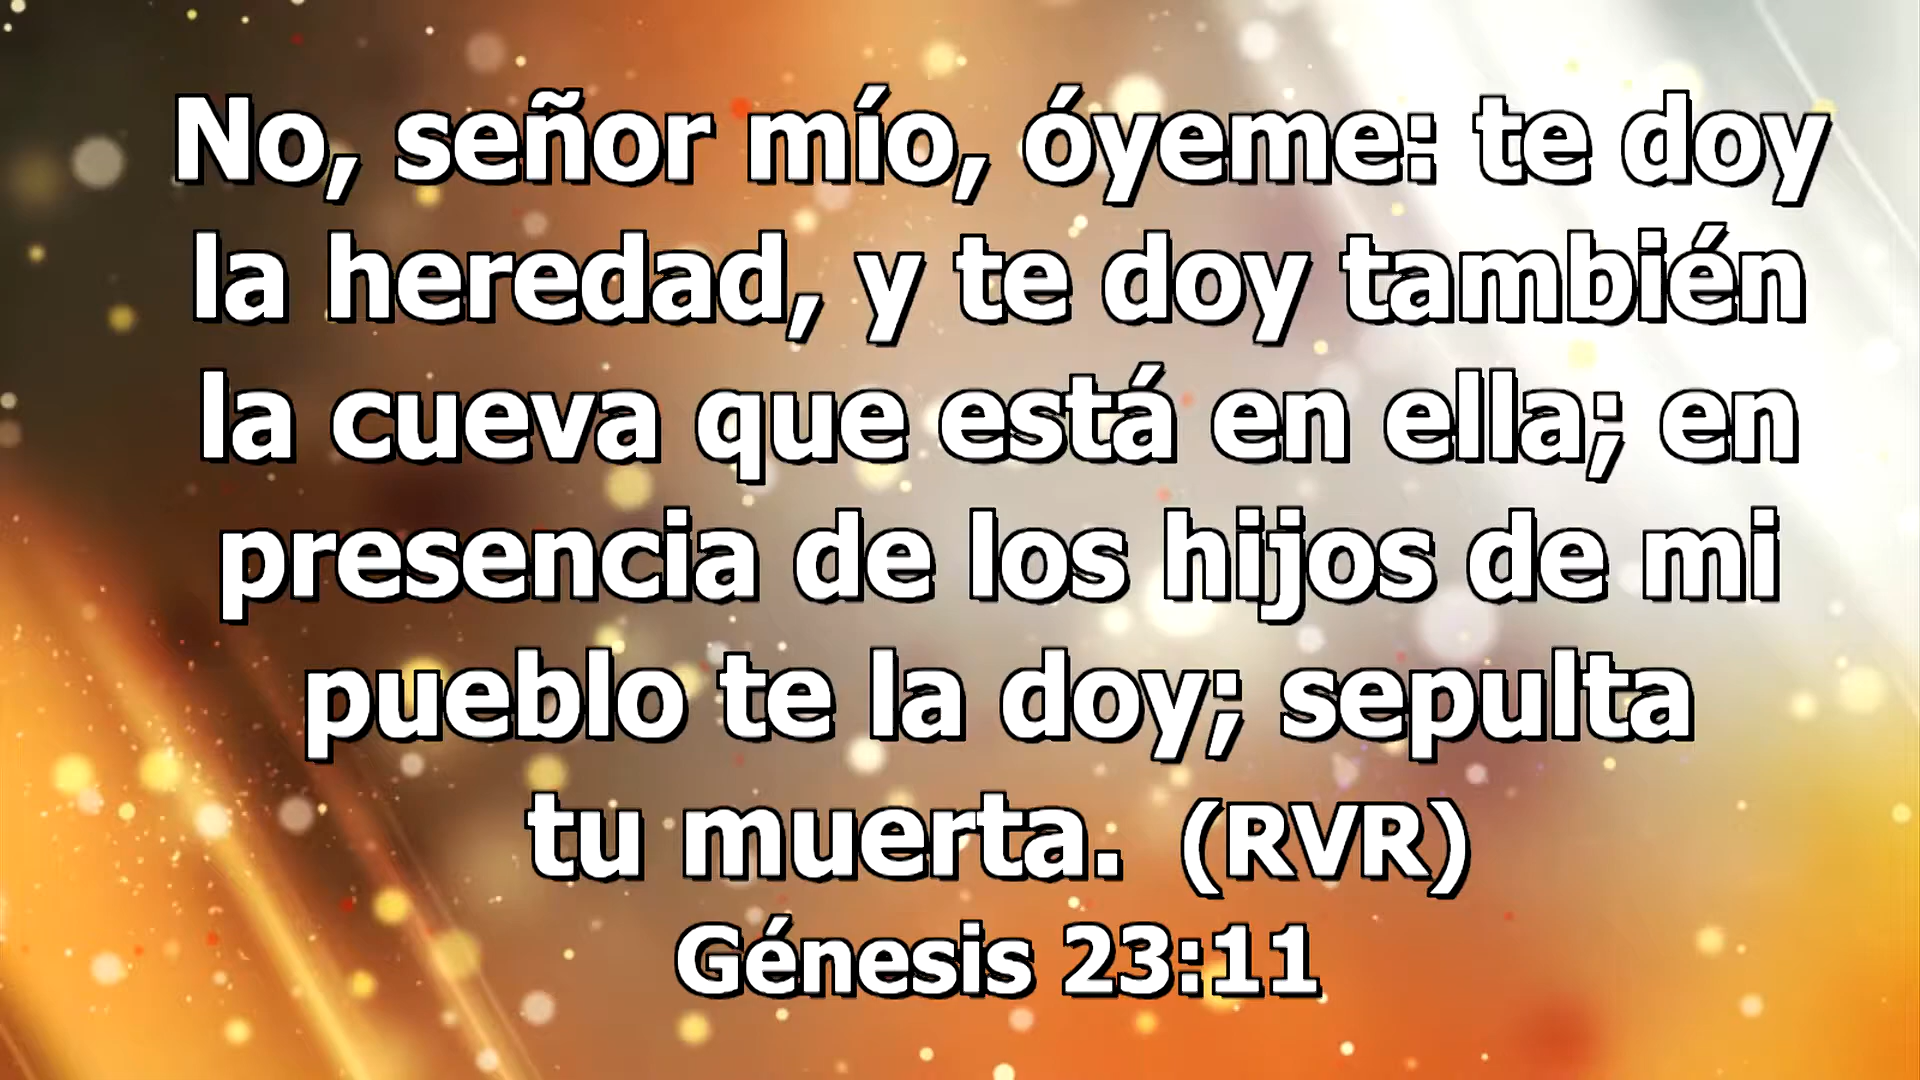 No, señor mío, óyeme: te doy
la heredad, y te doy también
la cueva que está en ella; en
presencia de los hijos de mi
pueblo te la doy; sepulta
tu muerta. (RVR)
Génesis 23:11